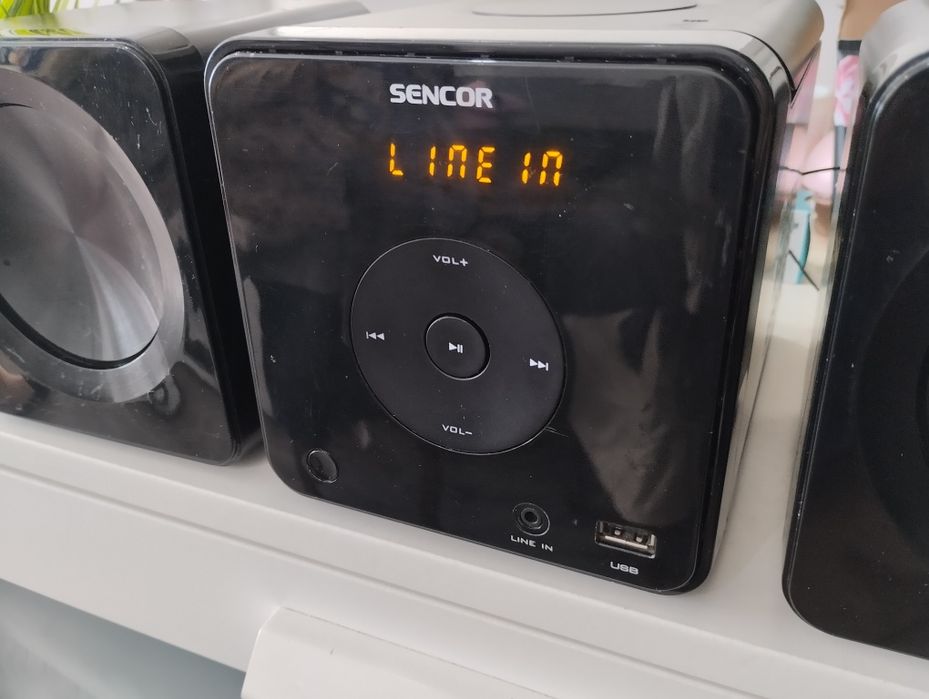 SENCOR
LINE IN
VOL+
VOL-
LINE IN
USB